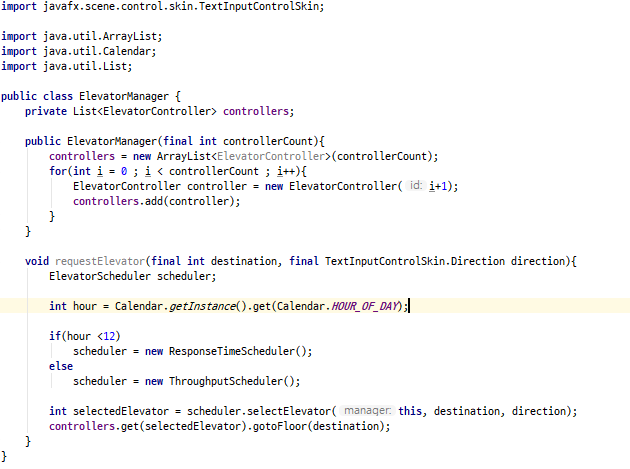 import javafx.scene.control.skin.TextInputControlSkin;
import java.util.ArrayList;
import java.util.Calendar;
import java.util.List;
public class ElevatorManager {
    private List<ElevatorController> controllers;
    public ElevatorManager(final int controllerCount){
        controllers = new ArrayList<ElevatorController>(controllerCount);
        for(int i = 0 ; i < controllerCount ; i++){
            ElevatorController controller = new ElevatorController( id: i+1);
            controllers.add(controller);
        }
    }
    void requestElevator(final int destination, final TextInputControlSkin.Direction direction){
        ElevatorScheduler scheduler;
        int hour = Calendar.getInstance().get(Calendar.HOUR_OF_DAY);
        if(hour <12)
            scheduler = new ResponseTimeScheduler();
        else
            scheduler = new ThroughputScheduler();
        int selectedElevator = scheduler.selectElevator( manager: this, destination, direction);
        controllers.get(selectedElevator).gotoFloor(destination);
    }
}